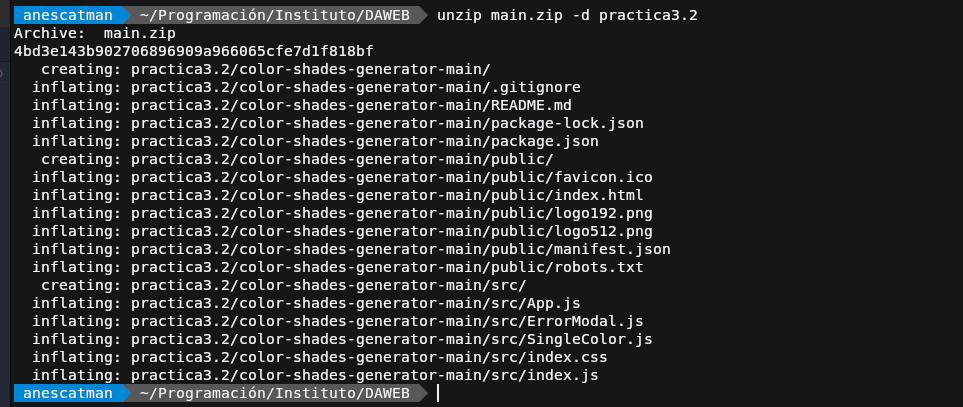 anescatman ~/Programación/Instituto/DAWEB unzip main.zip -d practica3.2
Archive:  main.zip
4bd3e143b902706896909a966065cfe7d1f818bf
   creating: practica3.2/color-shades-generator-main/
  inflating: practica3.2/color-shades-generator-main/.gitignore
  inflating: practica3.2/color-shades-generator-main/README.md
  inflating: practica3.2/color-shades-generator-main/package-lock.json
  inflating: practica3.2/color-shades-generator-main/package.json
   creating: practica3.2/color-shades-generator-main/public/
  inflating: practica3.2/color-shades-generator-main/public/favicon.ico
  inflating: practica3.2/color-shades-generator-main/public/index.html
  inflating: practica3.2/color-shades-generator-main/public/logo192.png
  inflating: practica3.2/color-shades-generator-main/public/logo512.png
  inflating: practica3.2/color-shades-generator-main/public/manifest.json
  inflating: practica3.2/color-shades-generator-main/public/robots.txt
   creating: practica3.2/color-shades-generator-main/src/
  inflating: practica3.2/color-shades-generator-main/src/App.js
  inflating: practica3.2/color-shades-generator-main/src/ErrorModal.js
  inflating: practica3.2/color-shades-generator-main/src/SingleColor.js
  inflating: practica3.2/color-shades-generator-main/src/index.css
  inflating: practica3.2/color-shades-generator-main/src/index.js
anescatman ~/Programación/Instituto/DAWEB